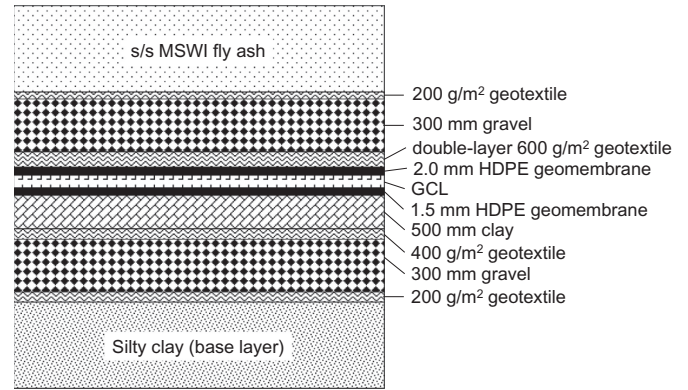 s/s MSWI fly ash
200 g/m² geotextile
300 mm gravel
double-layer 600 g/m² geotextile
2.0 mm HDPE geomembrane
GCL
1.5 mm HDPE geomembrane
500 mm clay
400 g/m² geotextile
300 mm gravel
200 g/m² geotextile
Silty clay (base layer)